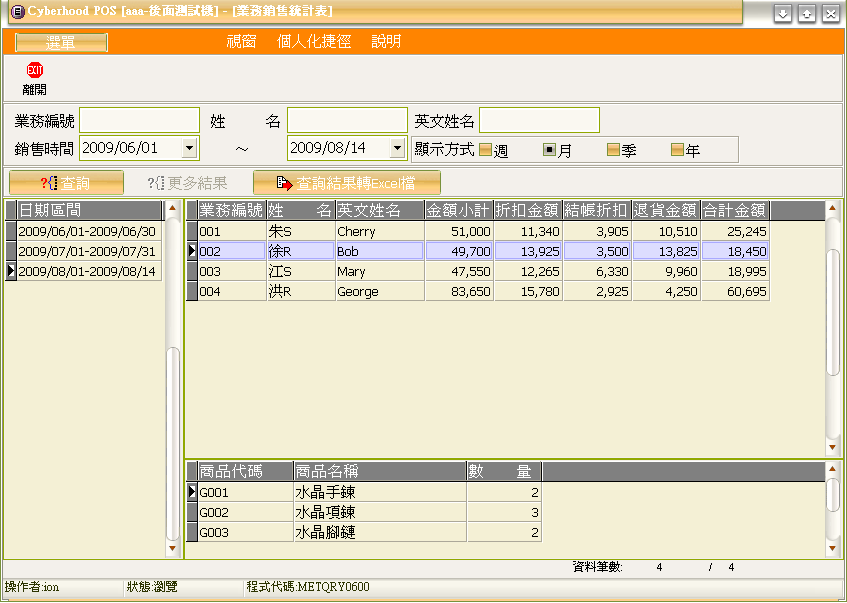 Cyberhood POS [aaa-後面測試機] - [業務銷售統計表]
選單 視窗 個人化捷徑 說明
EXIT
離開
業務編號 姓 名 英文姓名
銷售時間 2009/06/01 ～ 2009/08/14 顯示方式 週 月 季 年
?{} 查詢 ?{} 更多結果 查詢結果轉Excel檔
日期區間
2009/06/01-2009/06/30
2009/07/01-2009/07/31
2009/08/01-2009/08/14
業務編號 姓 名 英文姓名 金額小計 折扣金額 結帳折扣 退貨金額 合計金額
001 朱S Cherry 51,000 11,340 3,905 10,510 25,245
002 徐R Bob 49,700 13,925 3,500 13,825 18,450
003 江S Mary 47,550 12,265 6,330 9,960 18,995
004 洪R George 83,650 15,780 2,925 4,250 60,695
商品代碼 商品名稱 數 量
G001 水晶手鍊 2
G002 水晶項鍊 3
G003 水晶腳鏈 2
資料筆數: 4 / 4
操作者:ion 狀態:瀏覽 程式代碼:METQRY0600